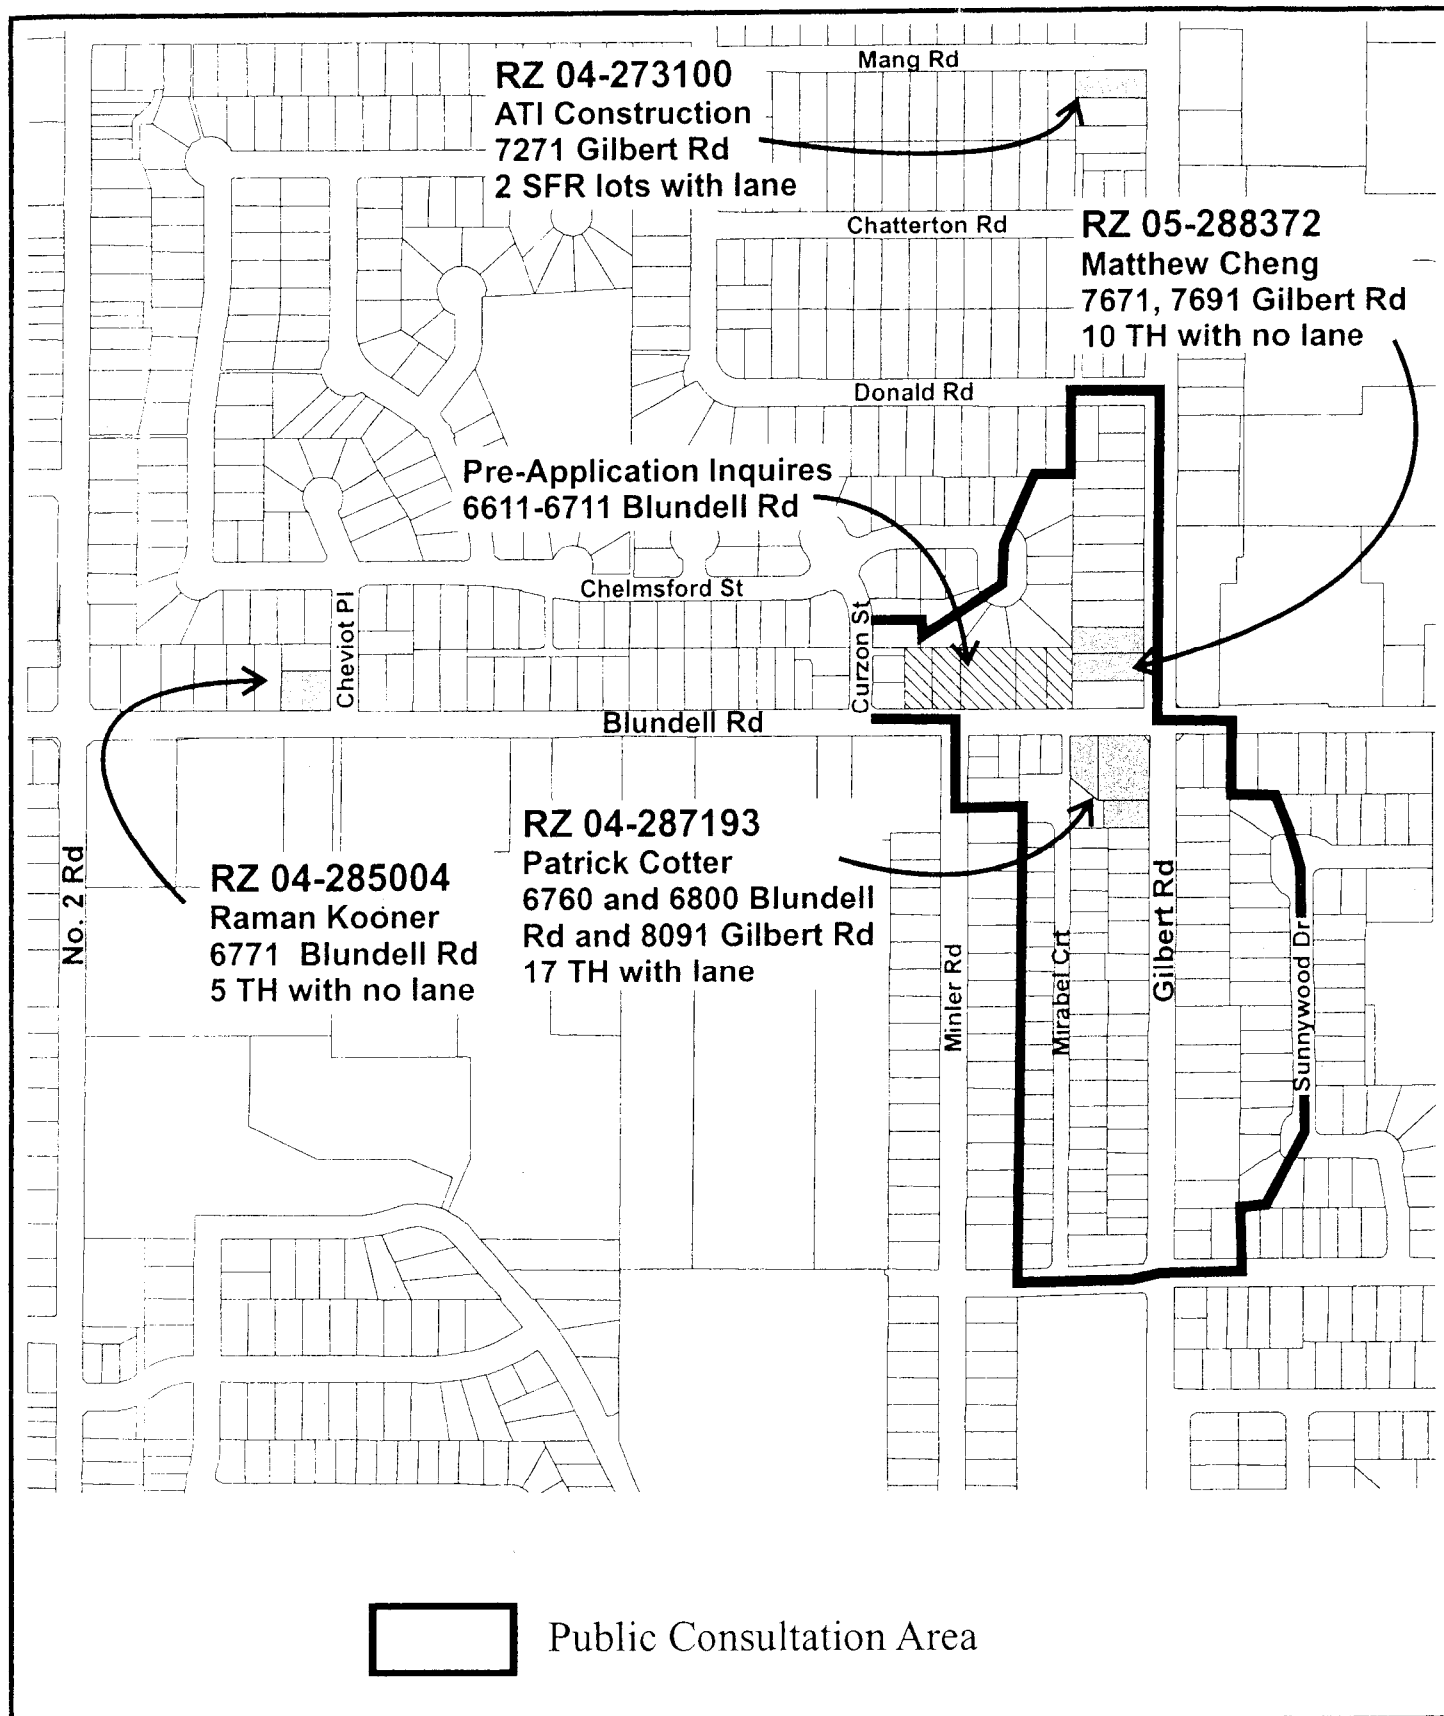 Mang Rd
RZ 04-273100
ATI Construction
7271 Gilbert Rd
2 SFR lots with lane
Chatterton Rd
RZ 05-288372
Matthew Cheng
7671, 7691 Gilbert Rd
10 TH with no lane
Donald Rd
Pre-Application Inquires
6611-6711 Blundell Rd
Chelmsford St
Cheviot Pl
Curzon St
Blundell Rd
RZ 04-287193
Patrick Cotter
6760 and 6800 Blundell
Rd and 8091 Gilbert Rd
17 TH with lane
RZ 04-285004
Raman Kooner
6771 Blundell Rd
5 TH with no lane
No. 2 Rd
Minler Rd
Mirabel Crt
Gilbert Rd
Sunnywood Dr
Public Consultation Area